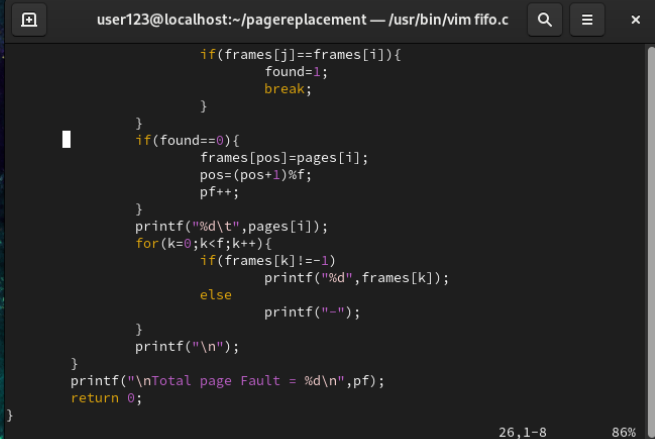 user123@localhost:~/pagereplacement — /usr/bin/vim fifo.c
if(frames[j]==frames[i]){
found=1;
break;
}
}
if(found==0){
frames[pos]=pages[i];
pos=(pos+1)%f;
pf++;
}
printf("%d\t",pages[i]);
for(k=0;k<f;k++){
if(frames[k]!=-1)
printf("%d",frames[k]);
else
printf("-");
}
printf("\n");
}
printf("\nTotal page Fault = %d\n",pf);
return 0;
}
26,1-8 86%